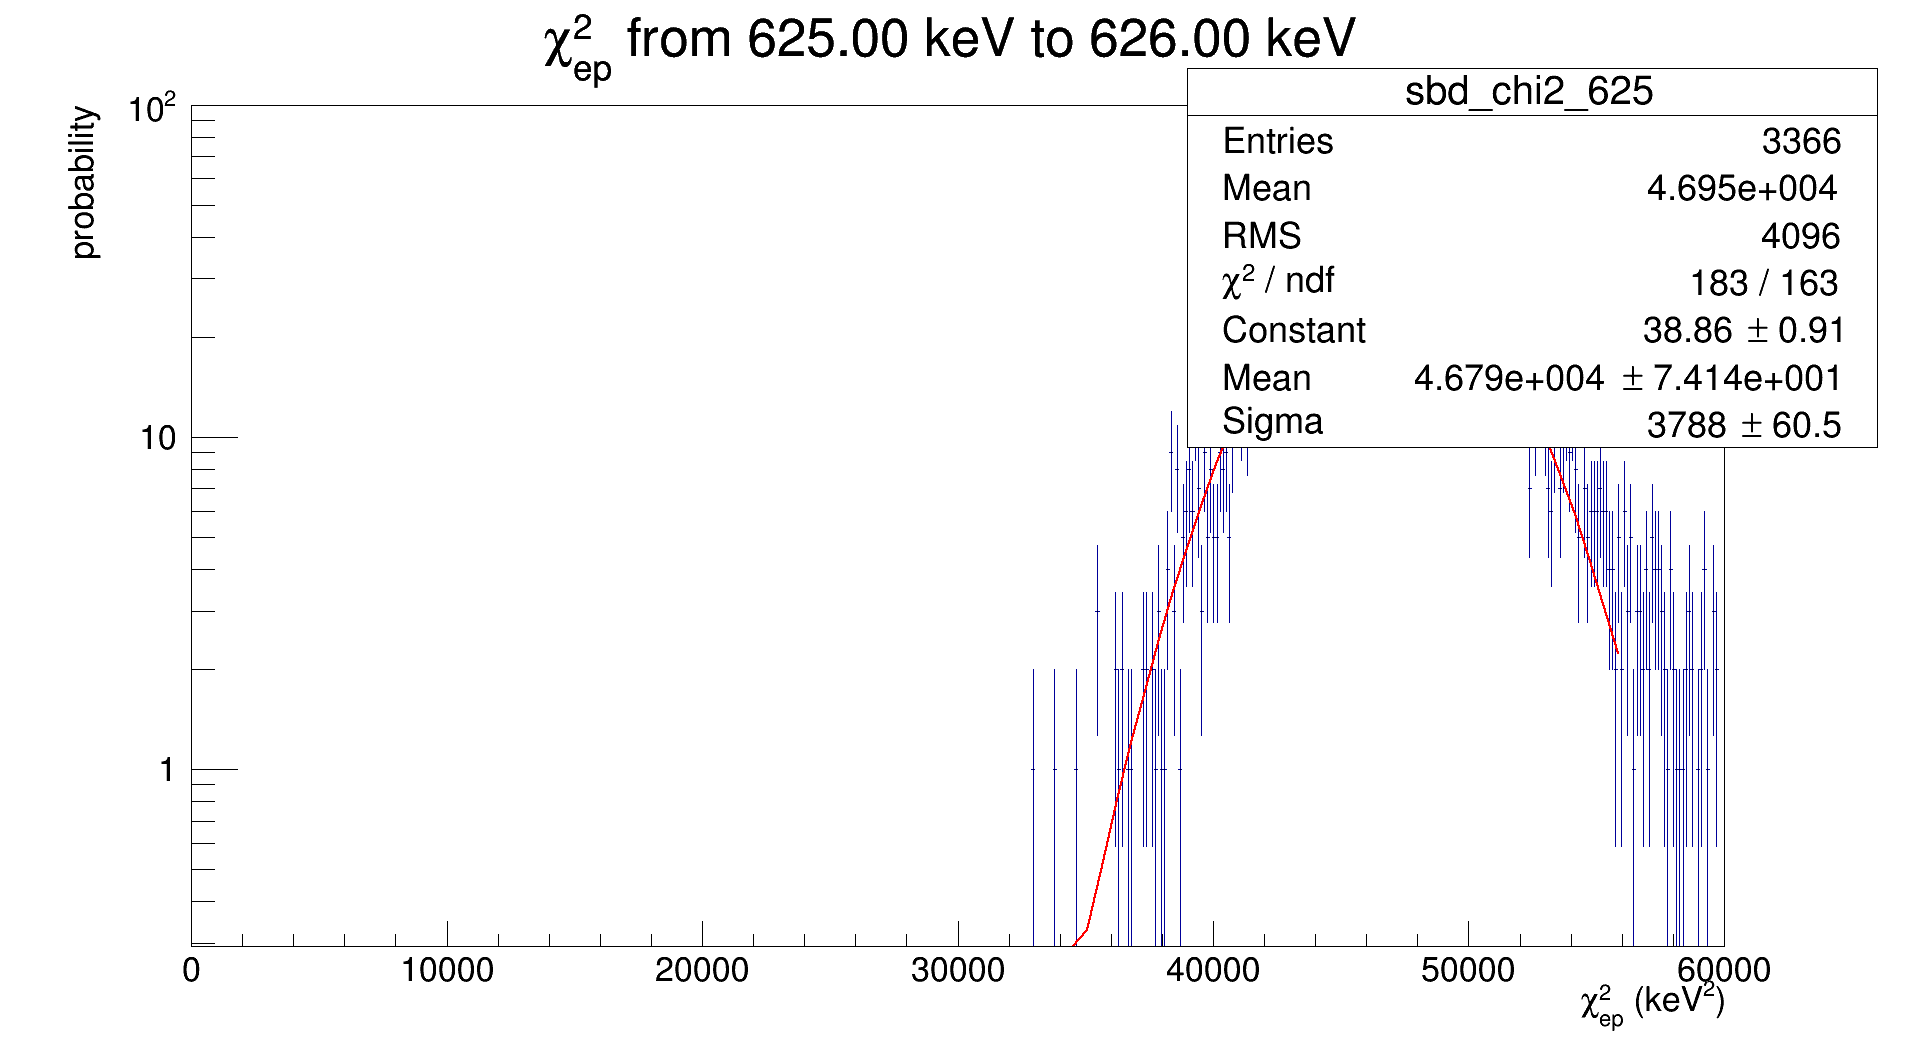 χ²ep from 625.00 keV to 626.00 keV
sbd_chi2_625
Entries 3366
Mean 4.695e+004
RMS 4096
χ² / ndf 183 / 163
Constant 38.86 ± 0.91
Mean 4.679e+004 ± 7.414e+001
Sigma 3788 ± 60.5
probability
10²
10
1
0 10000 20000 30000 40000 50000 60000
χ²ep (keV²)